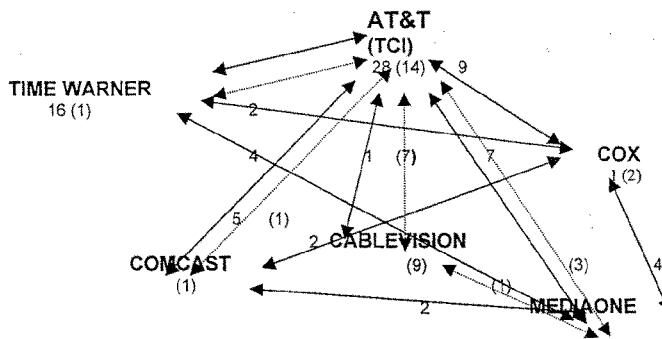 AT&T
(TCI)
28 (14)
9
TIME WARNER
16 (1)
2
4
1
(7)
7
COX
1 (2)
5
(1)
2
CABLEVISION
(9)
COMCAST
(1)
(3)
4
(1)
2
MEDIAONE